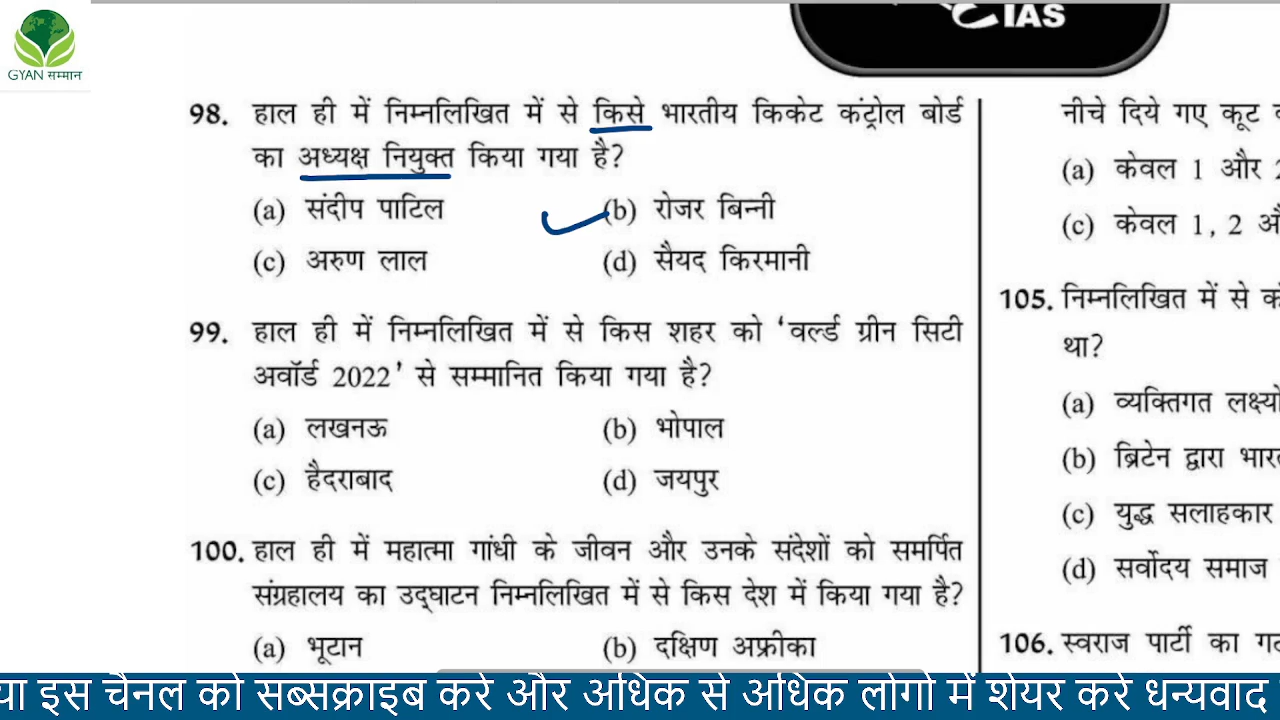 GYAN सम्मान
IAS
98. हाल ही में निम्नलिखित में से किसे भारतीय किकेट कंट्रोल बोर्ड
का अध्यक्ष नियुक्त किया गया है?
(a) संदीप पाटिल (b) रोजर बिन्नी
(c) अरुण लाल (d) सैयद किरमानी
99. हाल ही में निम्नलिखित में से किस शहर को ‘वर्ल्ड ग्रीन सिटी
अवॉर्ड 2022’ से सम्मानित किया गया है?
(a) लखनऊ (b) भोपाल
(c) हैदराबाद (d) जयपुर
100. हाल ही में महात्मा गांधी के जीवन और उनके संदेशों को समर्पित
संग्रहालय का उद्घाटन निम्नलिखित में से किस देश में किया गया है?
(a) भूटान (b) दक्षिण अफ्रीका
नीचे दिये गए कूट
(a) केवल 1 और
(c) केवल 1, 2
105. निम्नलिखित में से
था?
(a) व्यक्तिगत
(b) ब्रिटेन द्वारा
(c) युद्ध सलाहकार
(d) सर्वोदय समाज
106. स्वराज पार्टी का
इस चैनल को सब्सक्राइब करे और अधिक से अधिक लोगो में शेयर करे धन्यवाद